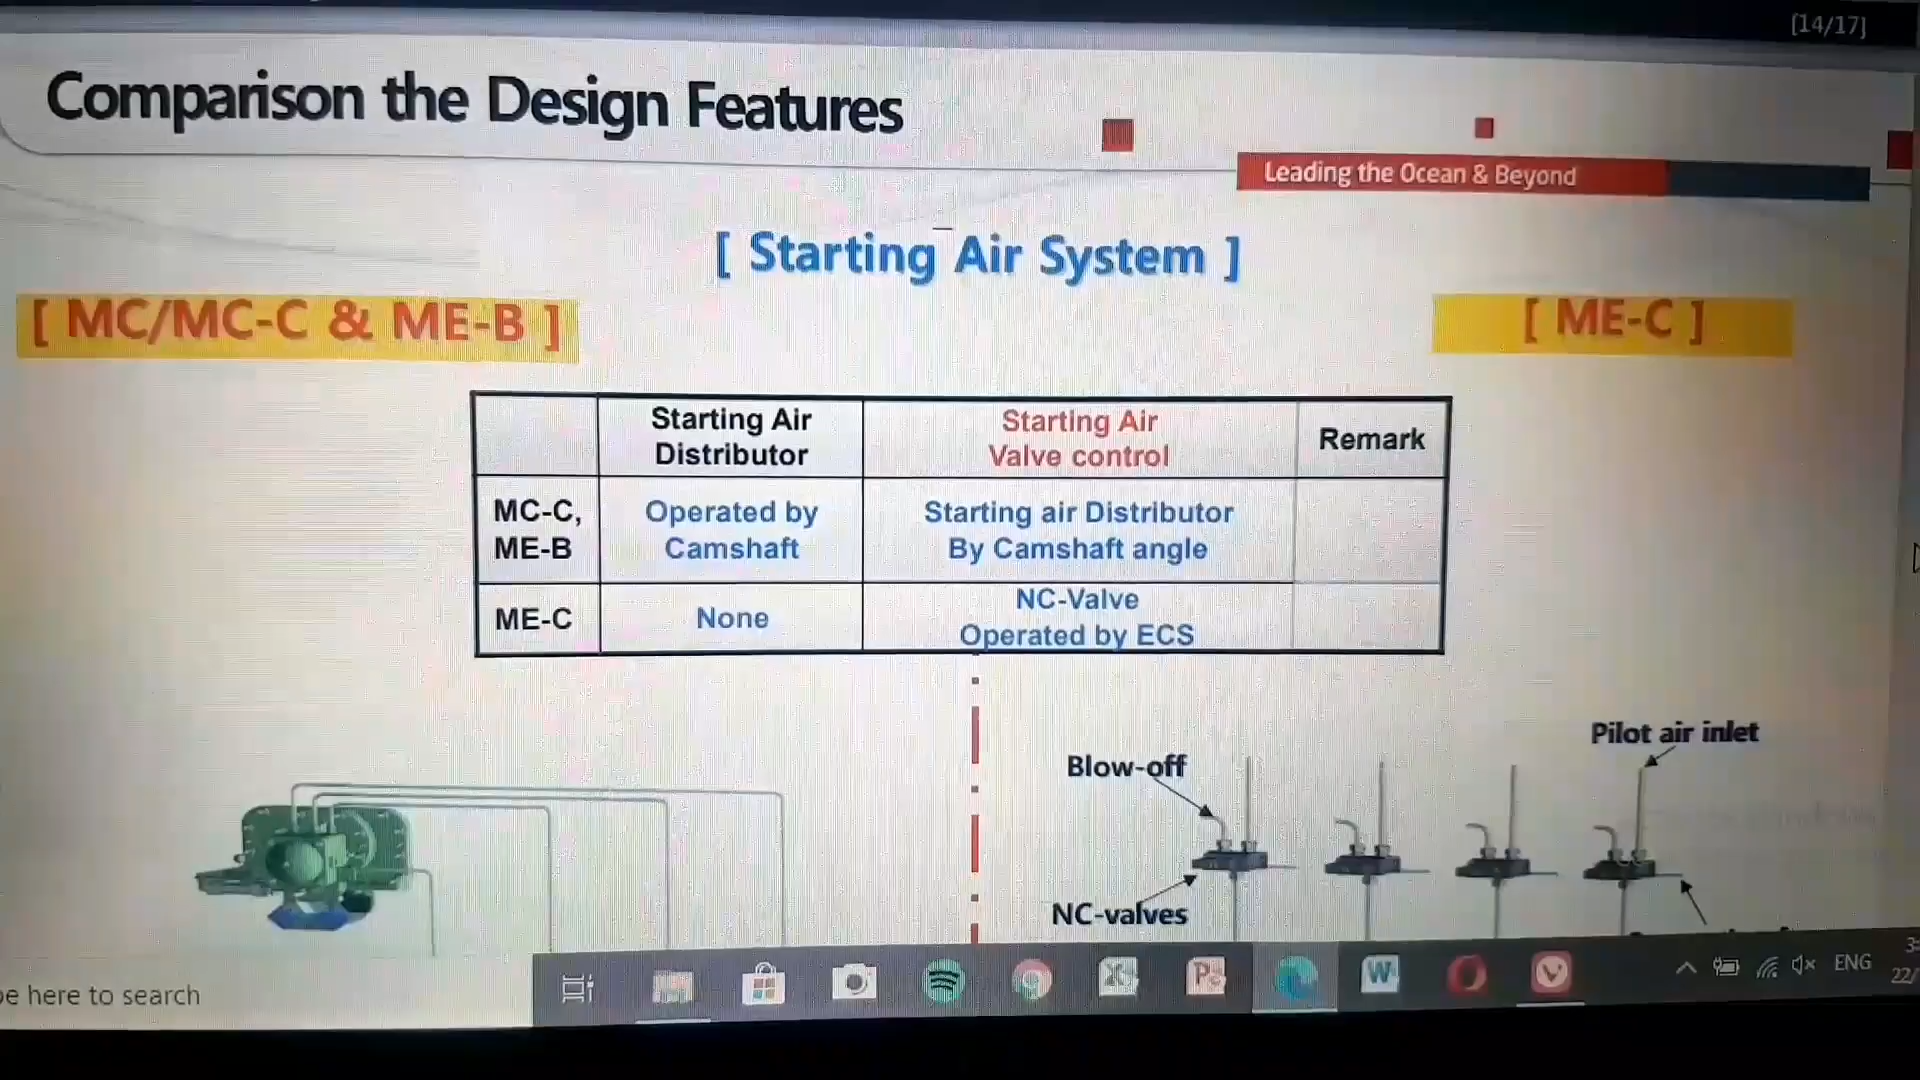 [14/17]
Comparison the Design Features
Leading the Ocean & Beyond
[ Starting Air System ]
[ MC/MC-C & ME-B ]
[ ME-C ]
Starting Air
Distributor
Starting Air
Valve control
Remark
MC-C,
ME-B
Operated by
Camshaft
Starting air Distributor
By Camshaft angle
ME-C
None
NC-Valve
Operated by ECS
Pilot air inlet
Blow-off
NC-valves
here to search
ENG
22/